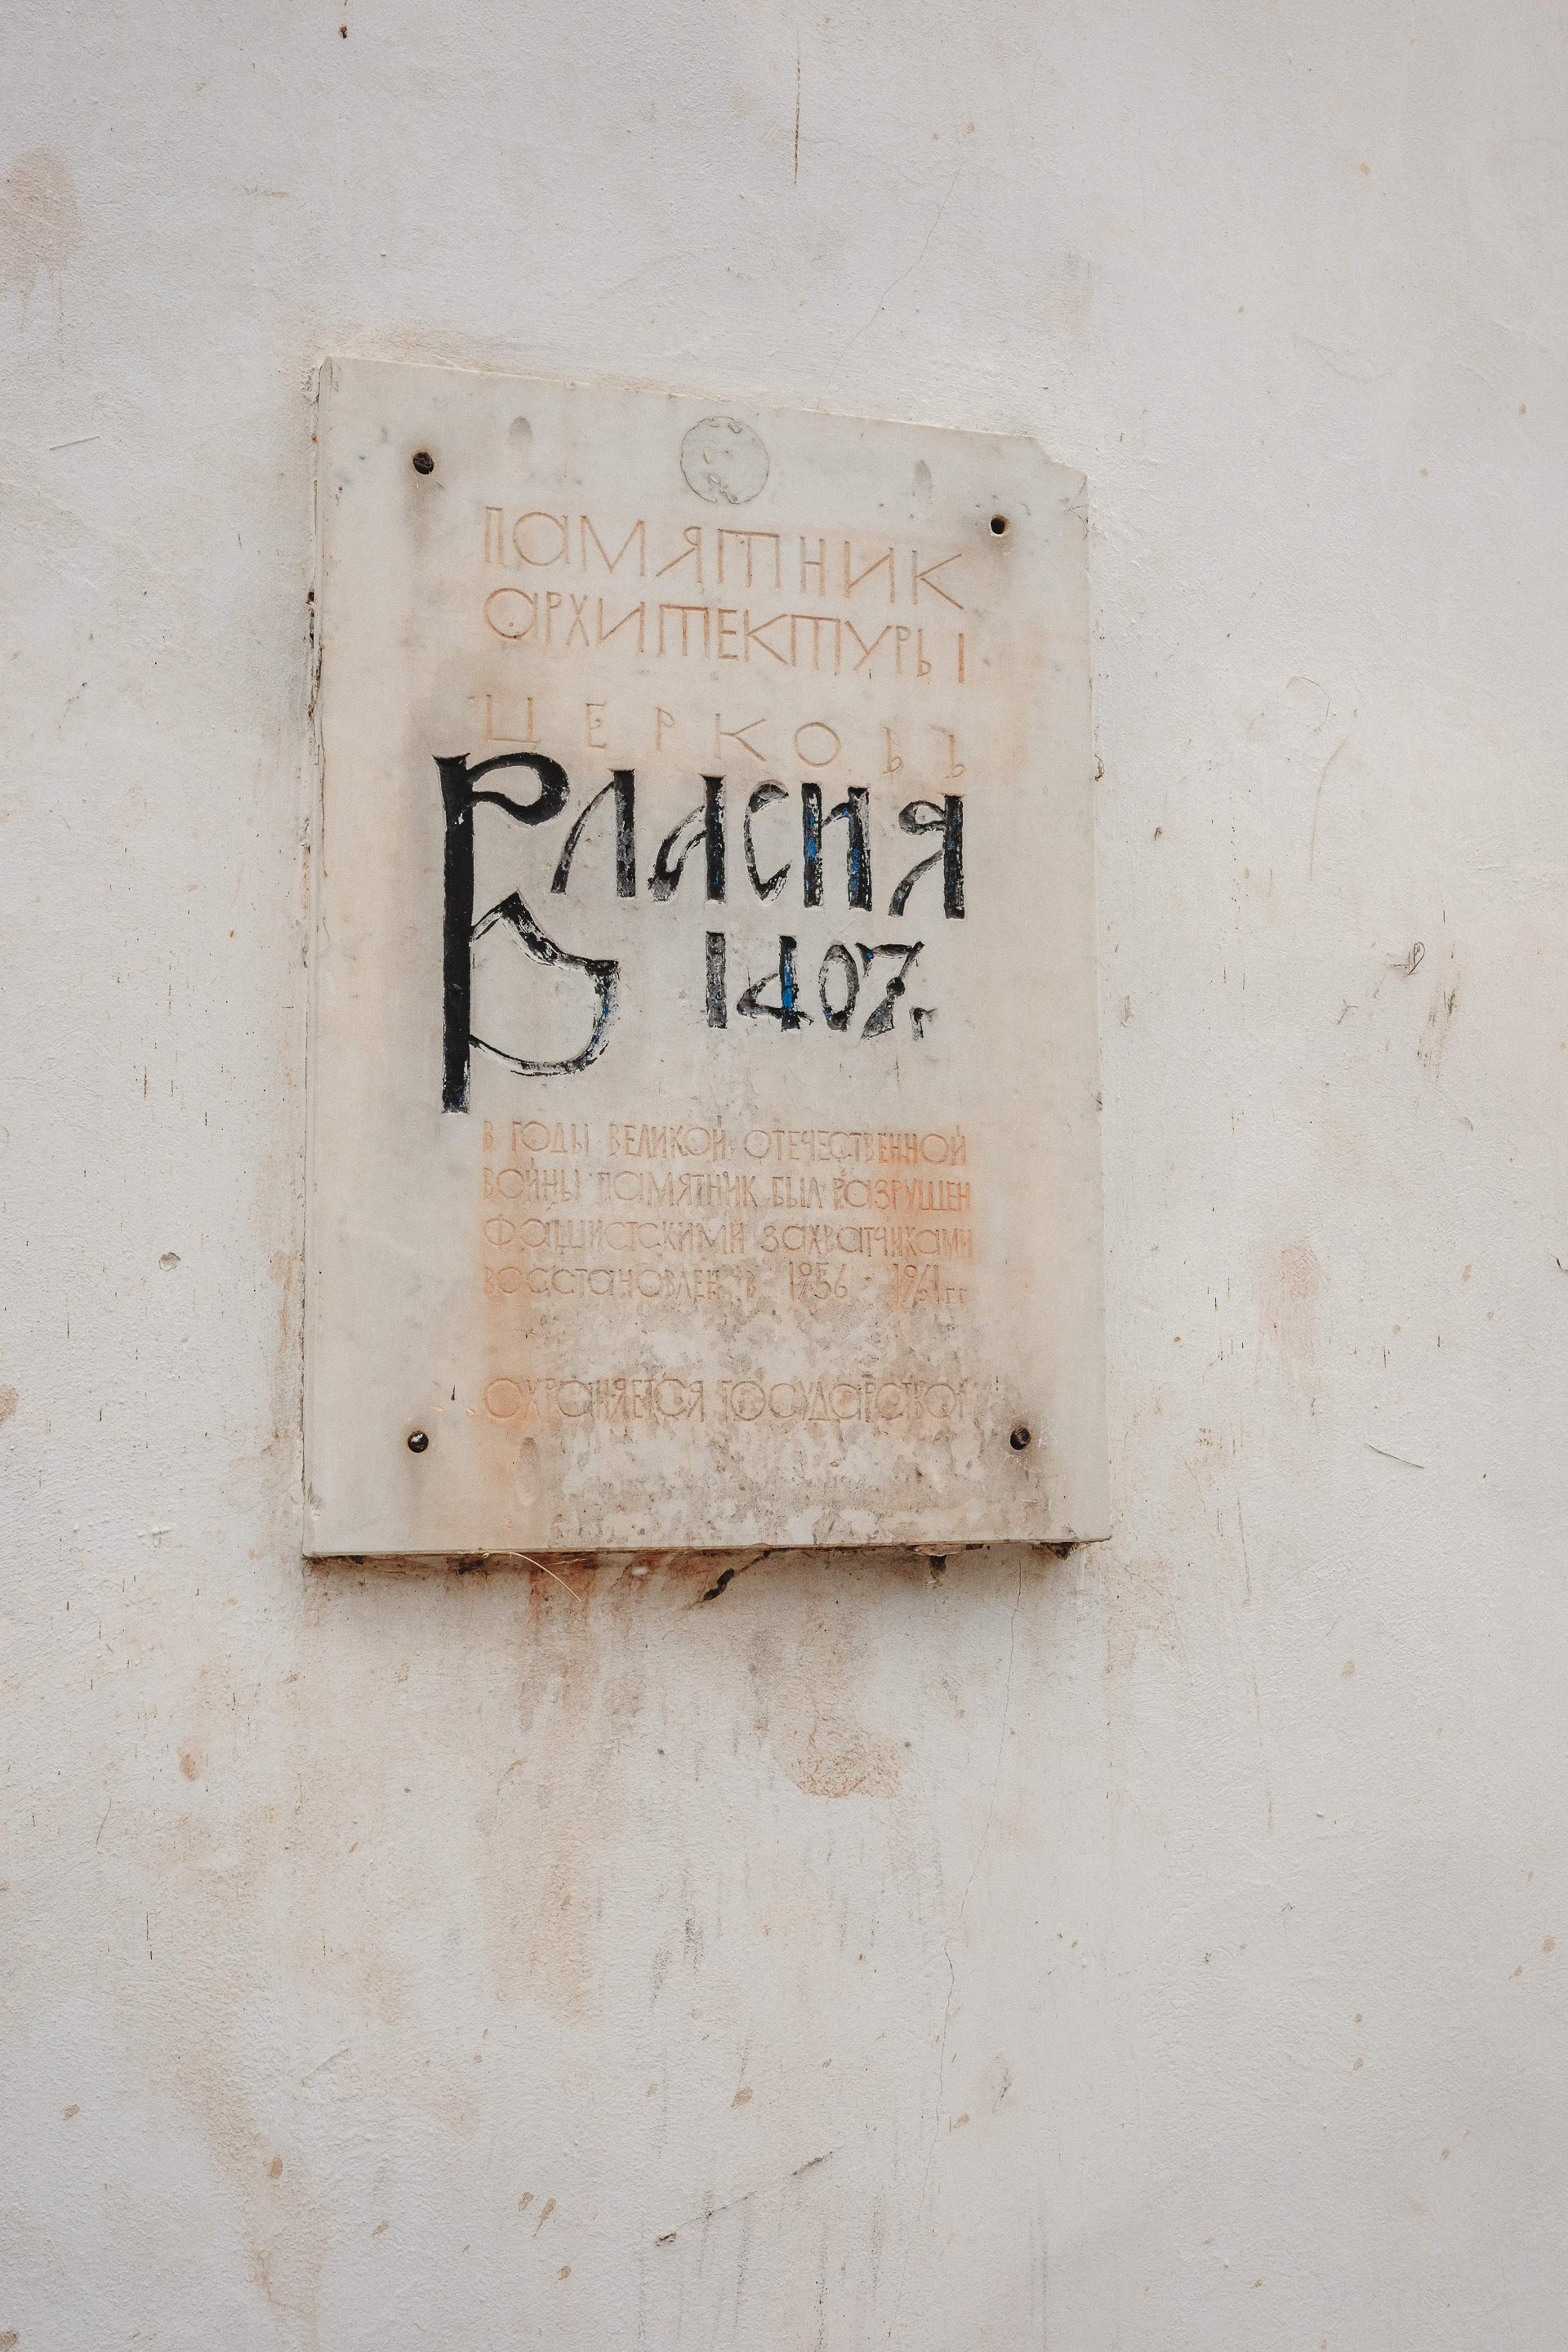 ПАМЯТНИК
АРХИТЕКТУРЫ
ЦЕРКОВЬ
ВЛАСИЯ
1407г.
В ГОДЫ ВЕЛИКОЙ ОТЕЧЕСТВЕННОЙ
ВОЙНЫ ПАМЯТНИК БЫЛ РАЗРУШЕН
ФАШИСТСКИМИ ЗАХВАТЧИКАМИ
ВОССТАНОВЛЕН В 1956 - 1961 гг
ОХРАНЯЕТСЯ ГОСУДАРСТВОМ